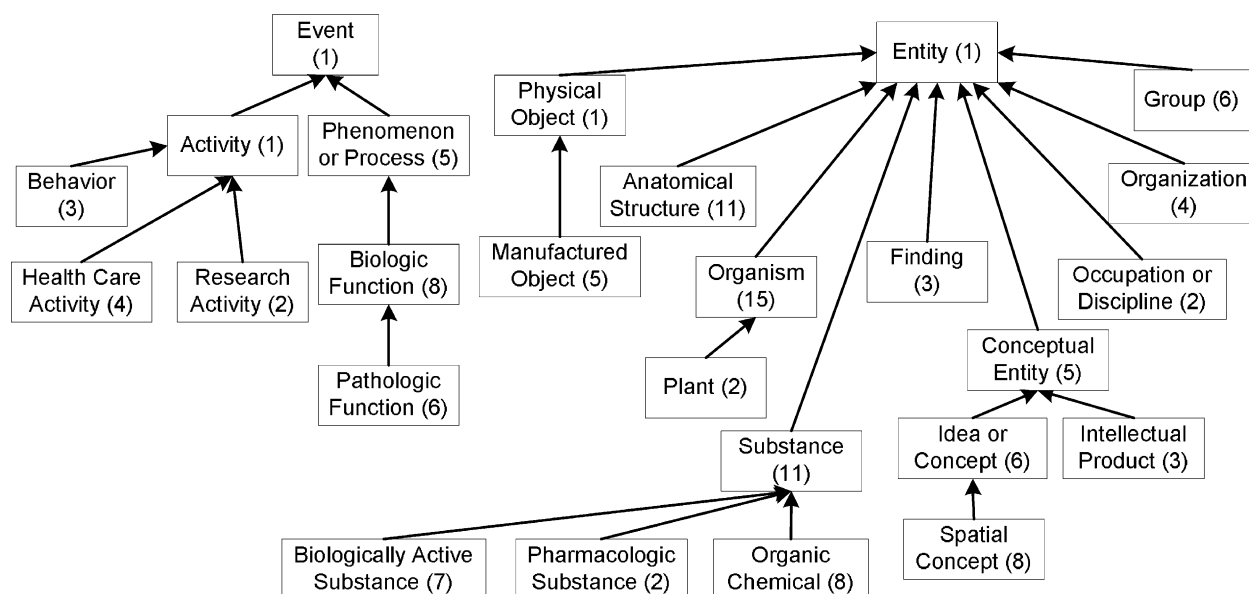 Event
(1)
Activity (1)
Phenomenon
or Process (5)
Behavior
(3)
Health Care
Activity (4)
Research
Activity (2)
Biologic
Function (8)
Pathologic
Function (6)
Entity (1)
Physical
Object (1)
Group (6)
Anatomical
Structure (11)
Organization
(4)
Manufactured
Object (5)
Organism
(15)
Finding
(3)
Occupation or
Discipline (2)
Plant (2)
Conceptual
Entity (5)
Substance
(11)
Idea or
Concept (6)
Intellectual
Product (3)
Biologically Active
Substance (7)
Pharmacologic
Substance (2)
Organic
Chemical (8)
Spatial
Concept (8)